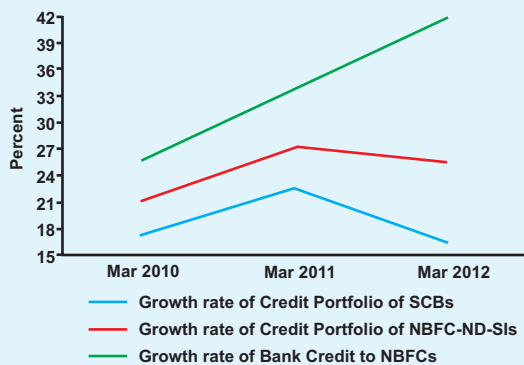 42
39
36
33
30
27
24
21
18
15
Percent
Mar 2010 Mar 2011 Mar 2012
Growth rate of Credit Portfolio of SCBs
Growth rate of Credit Portfolio of NBFC-ND-SIs
Growth rate of Bank Credit to NBFCs